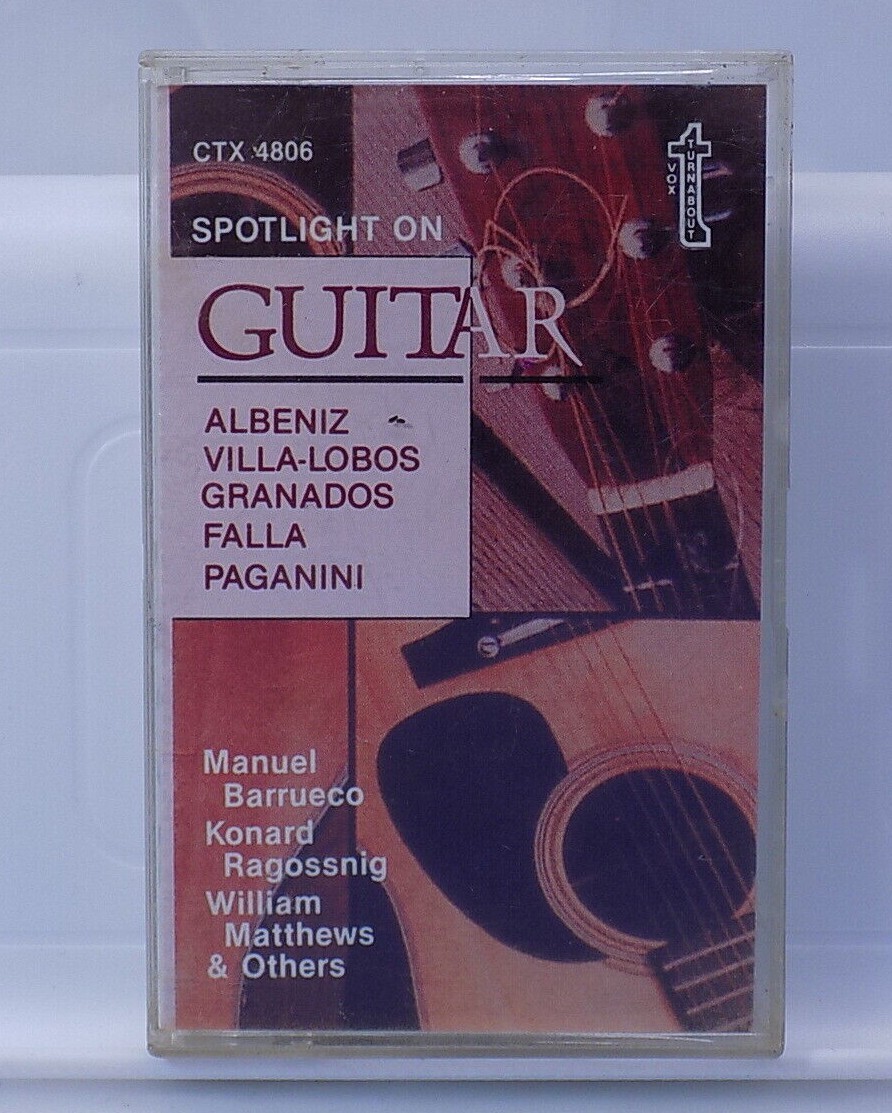 CTX 4806
VOX
TURNABOUT
SPOTLIGHT ON
GUITAR
ALBENIZ
VILLA-LOBOS
GRANADOS
FALLA
PAGANINI
Manuel
Barrueco
Konard
Ragossnig
William
Matthews
& Others